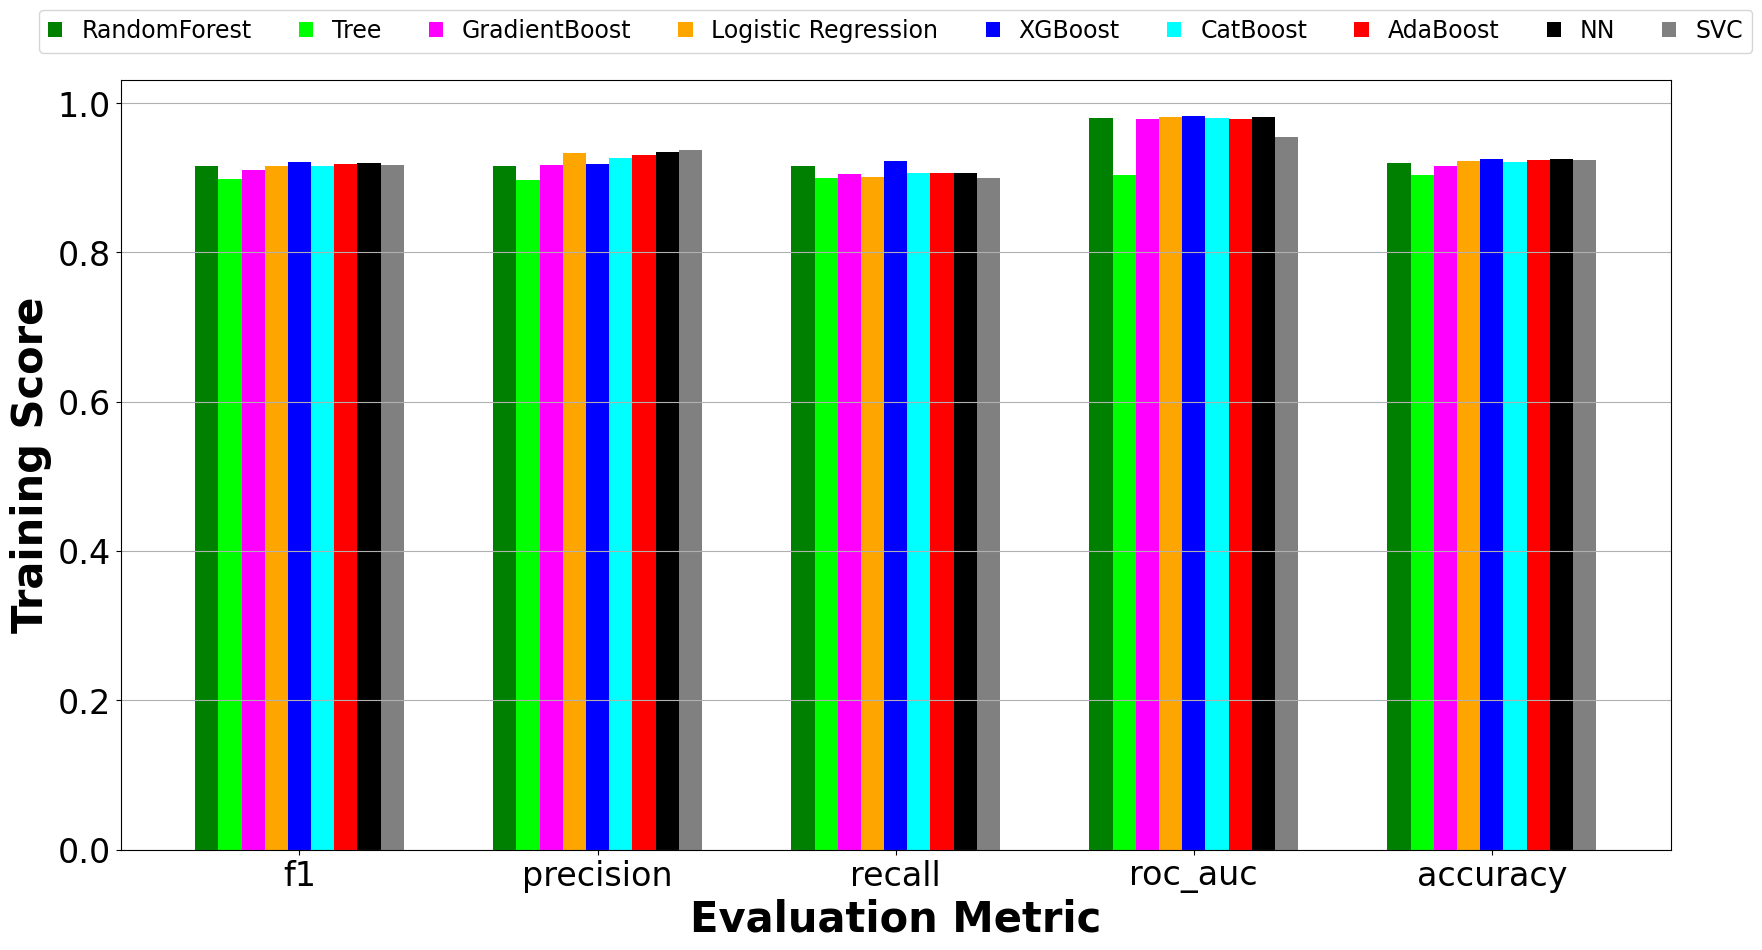 RandomForest Tree GradientBoost Logistic Regression XGBoost CatBoost AdaBoost NN SVC
1.0
0.8
0.6
0.4
0.2
0.0
Training Score
f1 precision recall roc_auc accuracy
Evaluation Metric